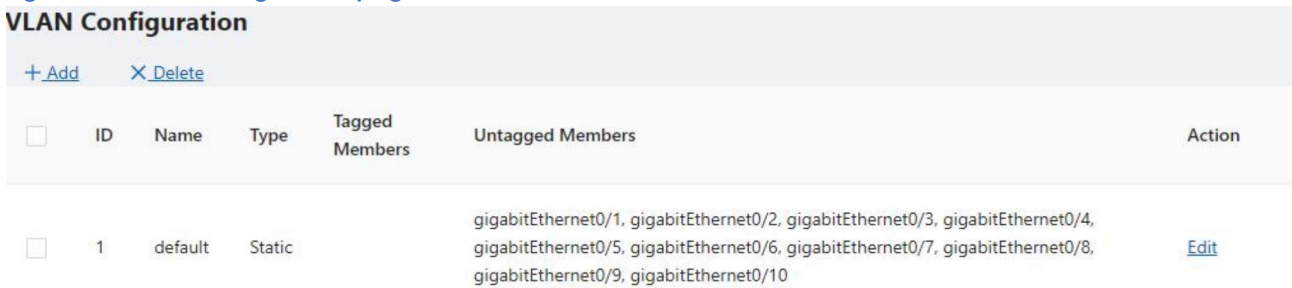 VLAN Configuration
+ Add × Delete
ID Name Type Tagged Members Untagged Members Action
1 default Static gigabitEthernet0/1, gigabitEthernet0/2, gigabitEthernet0/3, gigabitEthernet0/4,
gigabitEthernet0/5, gigabitEthernet0/6, gigabitEthernet0/7, gigabitEthernet0/8,
gigabitEthernet0/9, gigabitEthernet0/10
Edit